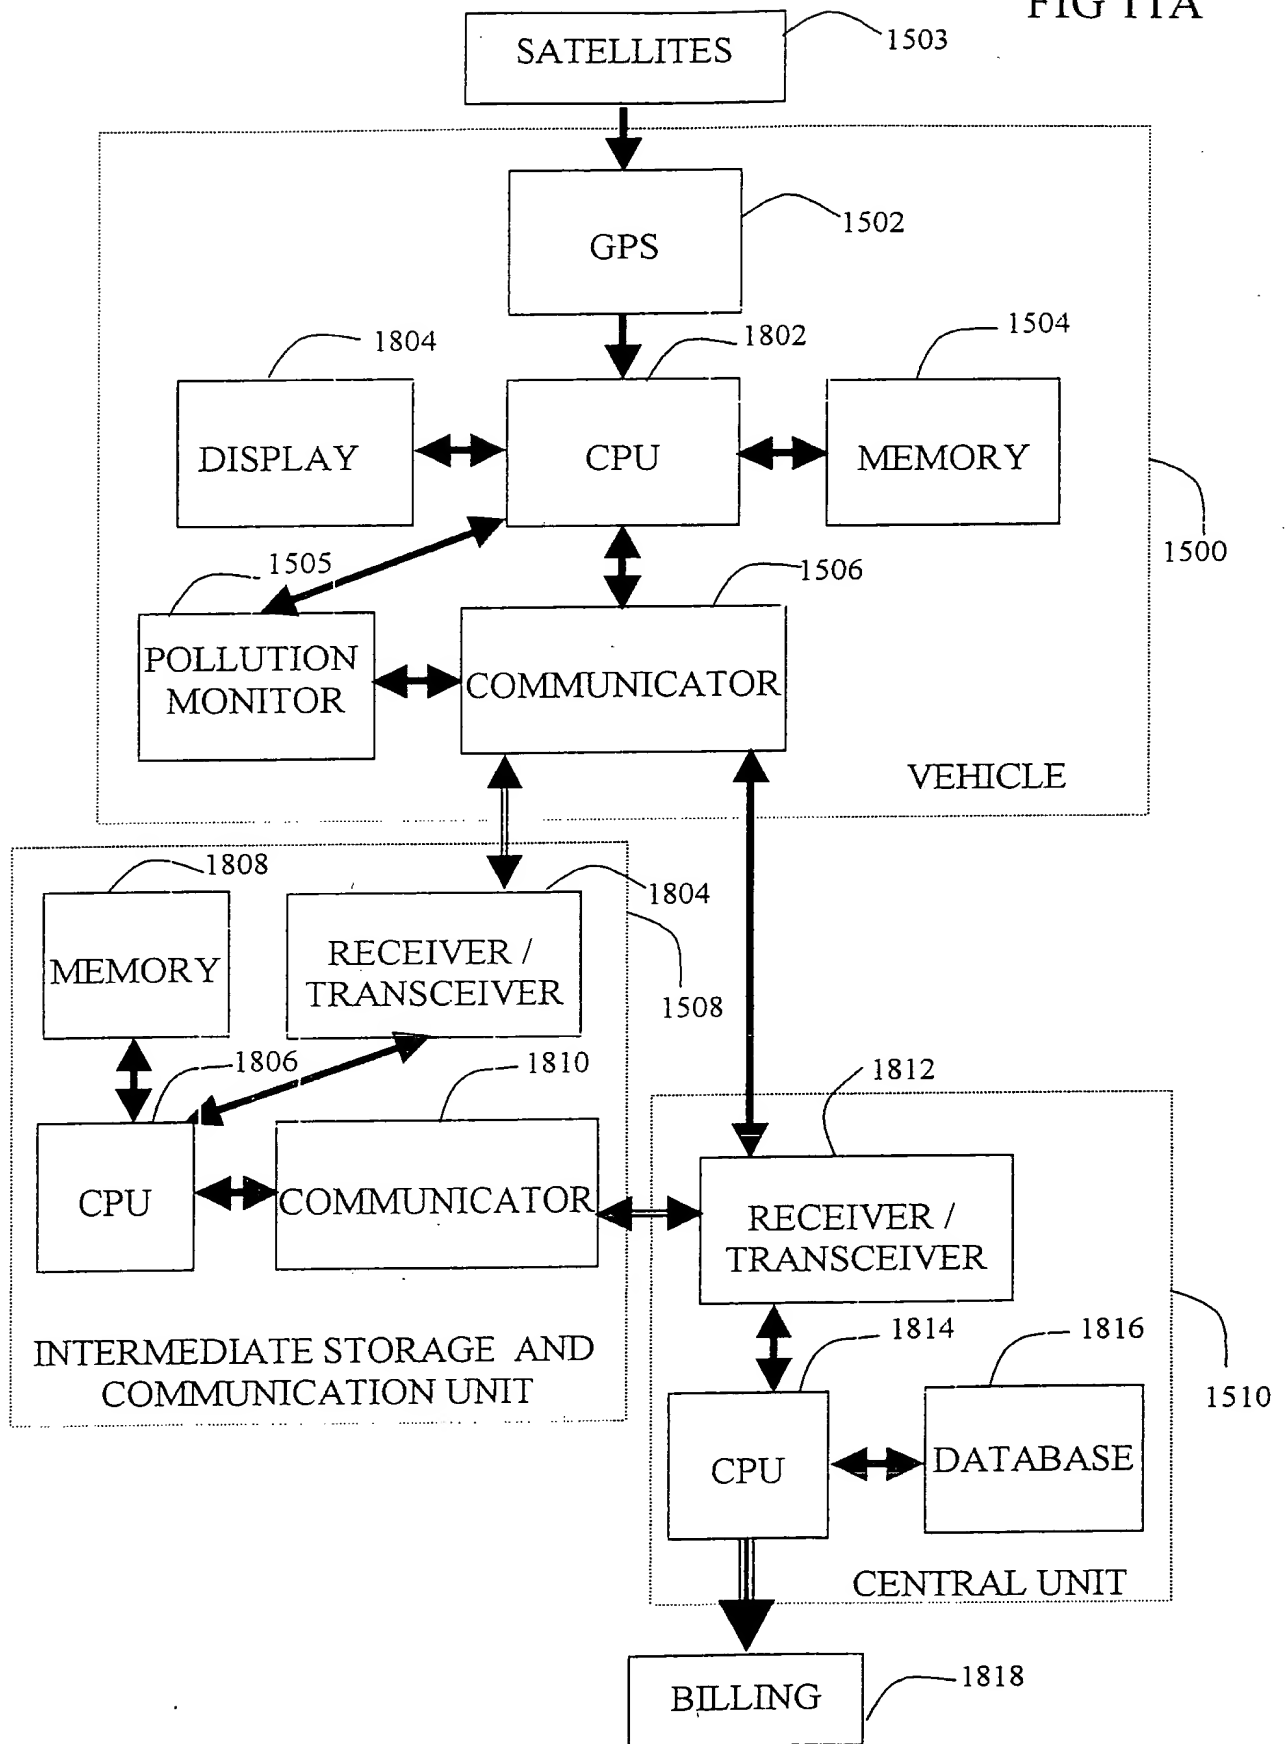 FIG 11A
SATELLITES
1503
GPS
1502
1804
1802
1504
DISPLAY
CPU
MEMORY
1500
1505
1506
POLLUTION
MONITOR
COMMUNICATOR
VEHICLE
1808
1804
MEMORY
RECEIVER /
TRANSCEIVER
1508
1806
1810
1812
CPU
COMMUNICATOR
RECEIVER /
TRANSCEIVER
INTERMEDIATE STORAGE AND
COMMUNICATION UNIT
1814
1816
1510
CPU
DATABASE
CENTRAL UNIT
BILLING
1818